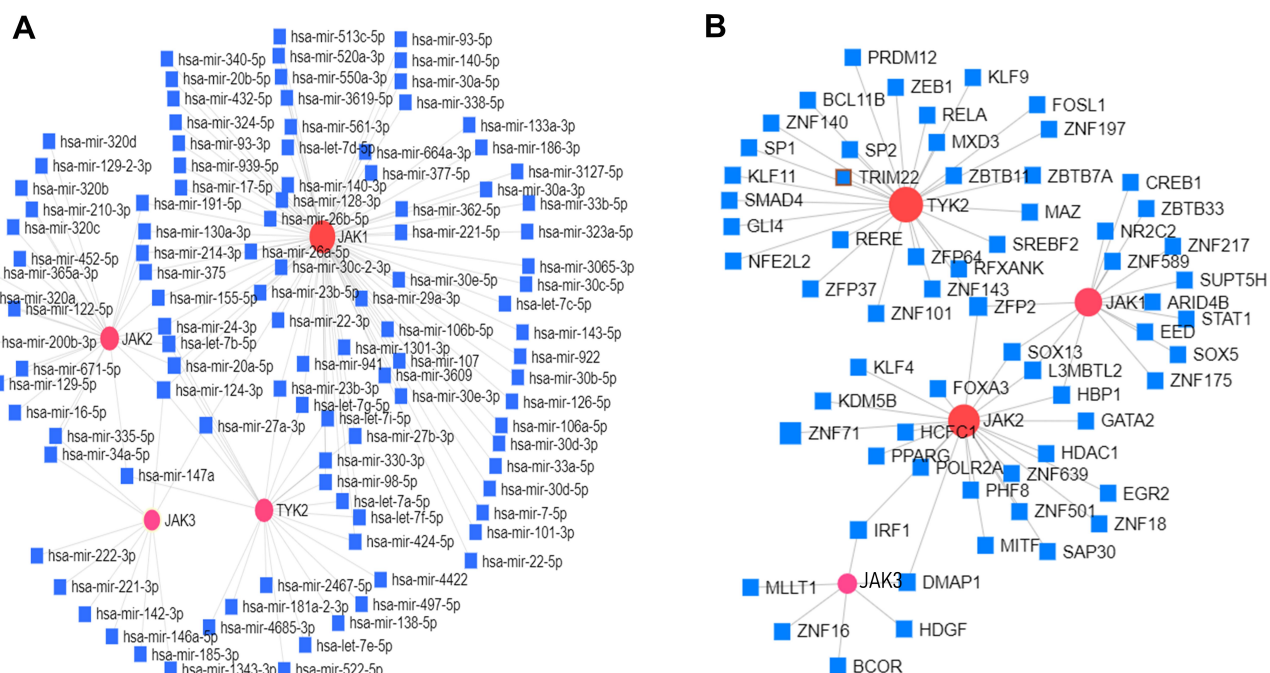 A
hsa-mir-513c-5p
hsa-mir-93-5p
hsa-mir-340-5p
hsa-mir-520a-3p
hsa-mir-140-5p
hsa-mir-20b-5p
hsa-mir-550a-3p
hsa-mir-30a-5p
hsa-mir-432-5p
hsa-mir-3619-5p
hsa-mir-338-5p
hsa-mir-324-5p
hsa-mir-561-3p
hsa-mir-133a-3p
hsa-mir-320d
hsa-mir-93-3p
hsa-let-7d-5p
hsa-mir-664a-3p
hsa-mir-186-3p
hsa-mir-129-2-3p
hsa-mir-939-5p
hsa-mir-377-5p
hsa-mir-3127-5p
hsa-mir-320b
hsa-mir-17-5p
hsa-mir-140-3p
hsa-mir-30a-3p
hsa-mir-210-3p
hsa-mir-191-5p
hsa-mir-128-3p
hsa-mir-362-5p
hsa-mir-33b-5p
hsa-mir-320c
hsa-mir-130a-3p
hsa-mir-26b-5p
JAK1
hsa-mir-221-5p
hsa-mir-323a-5p
hsa-mir-452-5p
hsa-mir-214-3p
hsa-mir-26a-5p
hsa-mir-365a-3p
hsa-mir-375
hsa-mir-30c-2-3p
hsa-mir-30e-5p
hsa-mir-3065-3p
hsa-mir-30c-5p
hsa-mir-320a
hsa-mir-122-5p
hsa-mir-155-5p
hsa-mir-23b-5p
hsa-mir-29a-3p
hsa-let-7c-5p
hsa-mir-200b-3p
JAK2
hsa-mir-24-3p
hsa-let-7b-5p
hsa-mir-22-3p
hsa-mir-106b-5p
hsa-mir-143-5p
hsa-mir-1301-3p
hsa-mir-671-5p
hsa-mir-20a-5p
hsa-mir-941
hsa-mir-107
hsa-mir-3609
hsa-mir-922
hsa-mir-129-5p
hsa-mir-124-3p
hsa-mir-23b-3p
hsa-mir-30e-3p
hsa-mir-30b-5p
hsa-mir-16-5p
hsa-let-7g-5p
hsa-let-7i-5p
hsa-mir-126-5p
hsa-mir-335-5p
hsa-mir-27a-3p
hsa-mir-27b-3p
hsa-mir-106a-5p
hsa-mir-34a-5p
hsa-mir-330-3p
hsa-mir-30d-3p
hsa-mir-147a
hsa-mir-98-5p
hsa-mir-33a-5p
hsa-let-7a-5p
hsa-mir-30d-5p
JAK3
TYK2
hsa-let-7f-5p
hsa-mir-7-5p
hsa-mir-424-5p
hsa-mir-101-3p
hsa-mir-222-3p
hsa-mir-22-5p
hsa-mir-221-3p
hsa-mir-2467-5p
hsa-mir-4422
hsa-mir-142-3p
hsa-mir-181a-2-3p
hsa-mir-497-5p
hsa-mir-146a-5p
hsa-mir-4685-3p
hsa-mir-138-5p
hsa-mir-185-3p
hsa-let-7e-5p
hsa-mir-1343-3p
hsa-mir-522-5p
B
PRDM12
ZEB1
KLF9
BCL11B
RELA
FOSL1
ZNF140
MXD3
ZNF197
SP1
SP2
KLF11
TRIM22
ZBTB11
ZBTB7A
CREB1
SMAD4
TYK2
MAZ
ZBTB33
GLI4
RERE
SREBF2
NR2C2
ZNF217
NFE2L2
ZFP64
RFXANK
ZNF589
SUPT5H
ZFP37
ZNF143
ZFP2
JAK1
ARID4B
ZNF101
STAT1
EED
SOX13
SOX5
KLF4
L3MBTL2
ZNF175
FOXA3
HBP1
KDM5B
JAK2
GATA2
ZNF71
HCFC1
HDAC1
PPARG
POLR2A
ZNF639
PHF8
EGR2
ZNF501
ZNF18
IRF1
MITF
SAP30
MLLT1
JAK3
DMAP1
ZNF16
HDGF
BCOR